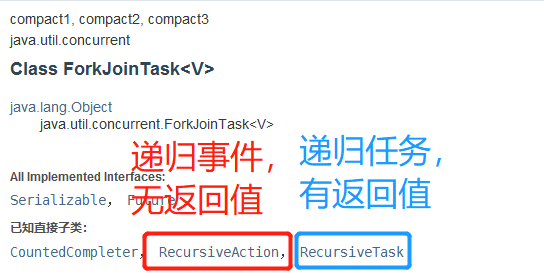 compact1, compact2, compact3
java.util.concurrent
Class ForkJoinTask<V>
java.lang.Object
java.util.concurrent.ForkJoinTask<V>
递归事件,
无返回值
递归任务,
有返回值
All Implemented Interfaces:
Serializable, Future
已知直接子类:
CountedCompleter, RecursiveAction, RecursiveTask